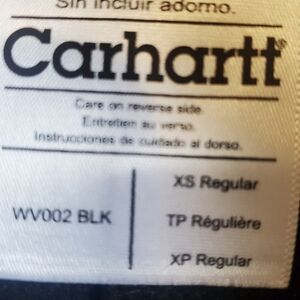 Sin incluir adorno.
Carhartt®
Care on reverse side.
Entretien au verso.
Instrucciones de cuidado al dorso.
WV002 BLK
XS Regular
TP Régulière
XP Regular